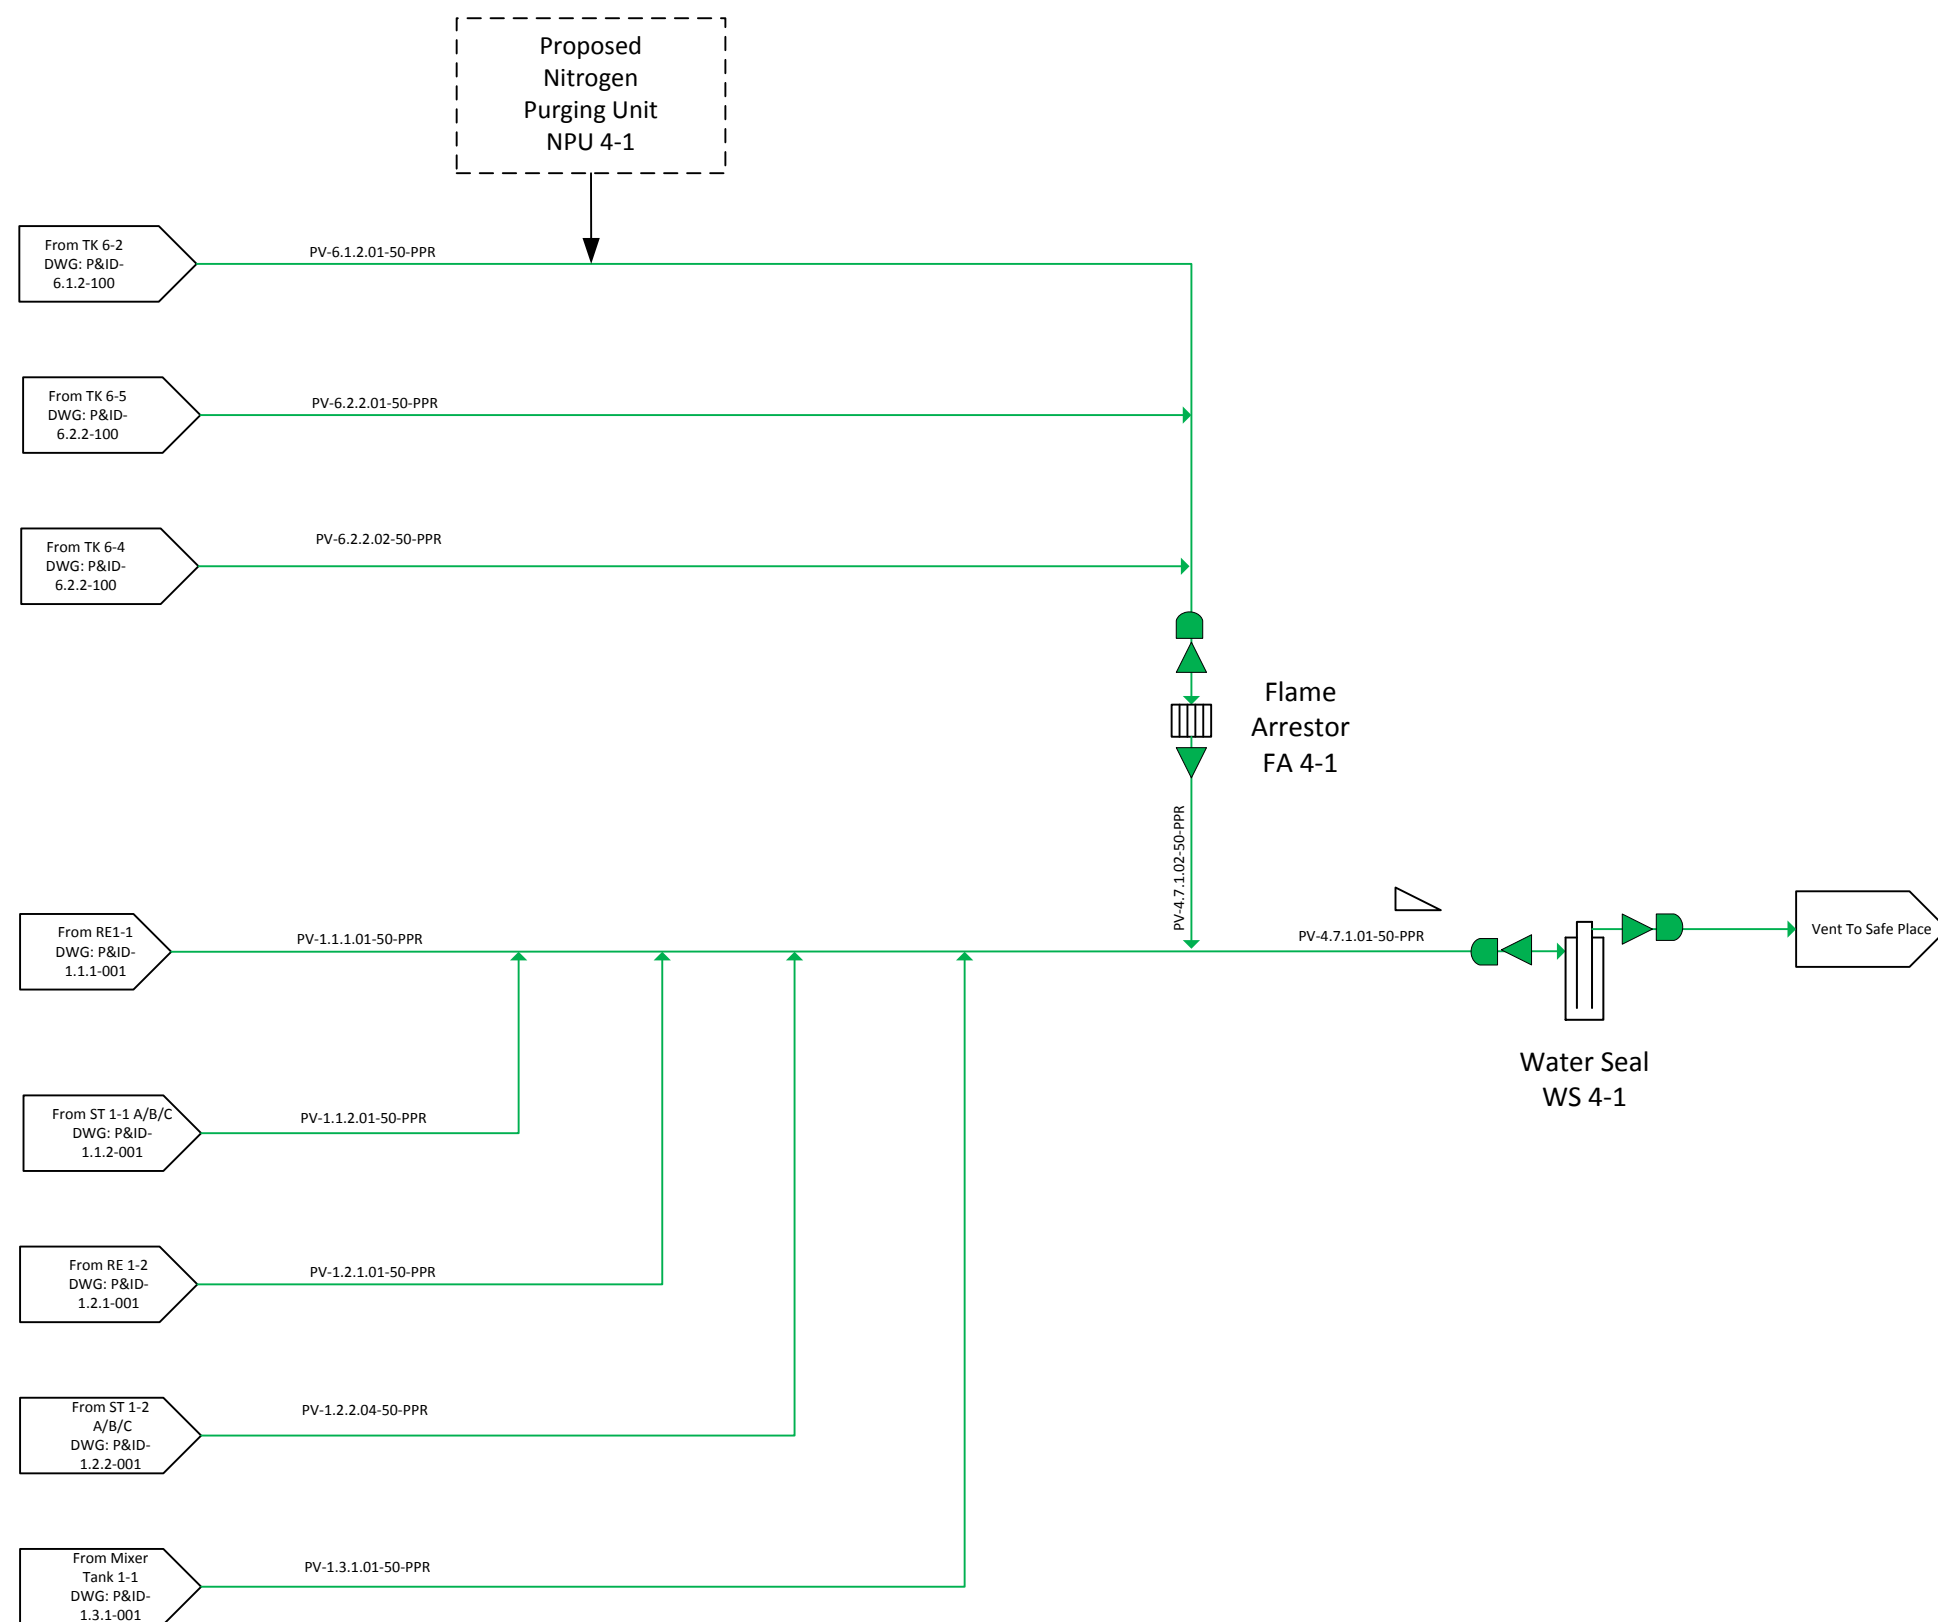 Proposed
Nitrogen
Purging Unit
NPU 4-1
From TK 6-2
DWG: P&ID-
6.1.2-100
PV-6.1.2.01-50-PPR
From TK 6-5
DWG: P&ID-
6.2.2-100
PV-6.2.2.01-50-PPR
From TK 6-4
DWG: P&ID-
6.2.2-100
PV-6.2.2.02-50-PPR
Flame
Arrestor
FA 4-1
PV-4.7.1.02-50-PPR
From RE1-1
DWG: P&ID-
1.1.1-001
PV-1.1.1.01-50-PPR
PV-4.7.1.01-50-PPR
Vent To Safe Place
Water Seal
WS 4-1
From ST 1-1 A/B/C
DWG: P&ID-
1.1.2-001
PV-1.1.2.01-50-PPR
From RE 1-2
DWG: P&ID-
1.2.1-001
PV-1.2.1.01-50-PPR
From ST 1-2
A/B/C
DWG: P&ID-
1.2.2-001
PV-1.2.2.04-50-PPR
From Mixer
Tank 1-1
DWG: P&ID-
1.3.1-001
PV-1.3.1.01-50-PPR